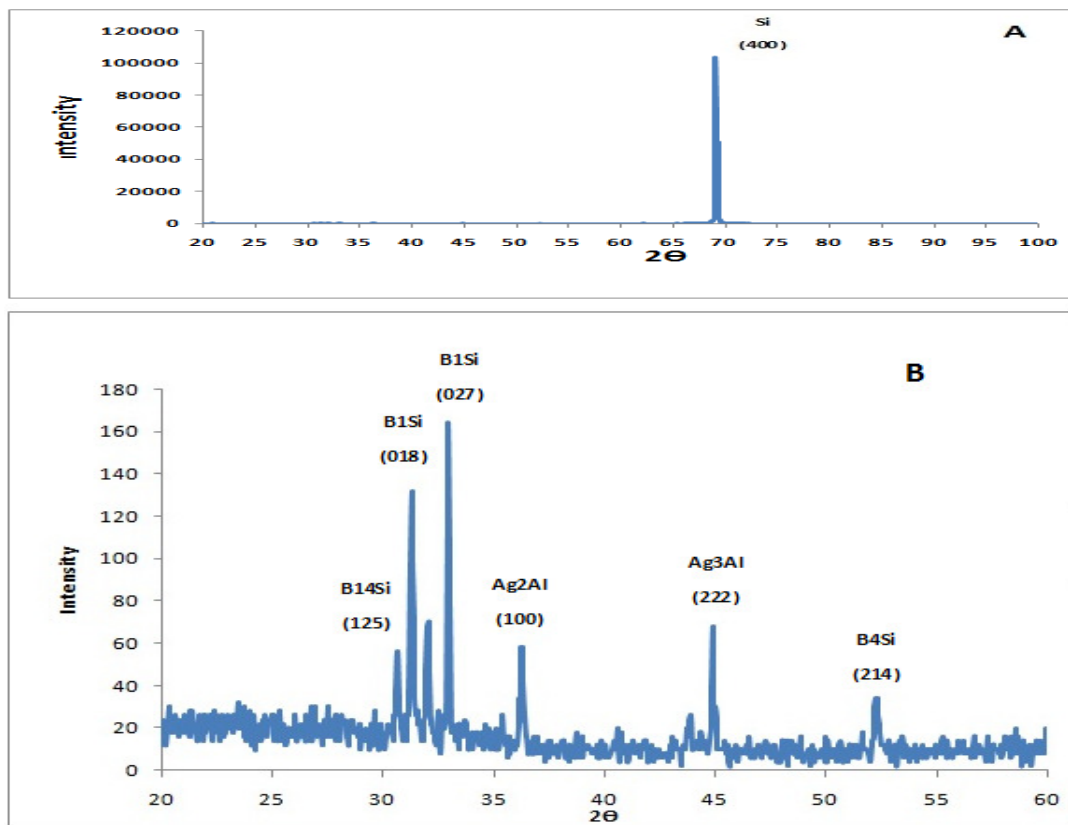 Si
(400)
A
120000
100000
80000
60000
40000
20000
0
Intensity
20 25 30 35 40 45 50 55 60 65 70 75 80 85 90 95 100
2Θ
B
B1Si
(027)
B1Si
(018)
B14Si
(125)
Ag2Al
(100)
Ag3Al
(222)
B4Si
(214)
180
160
140
120
100
80
60
40
20
0
Intensity
20 25 30 35 40 45 50 55 60
2Θ